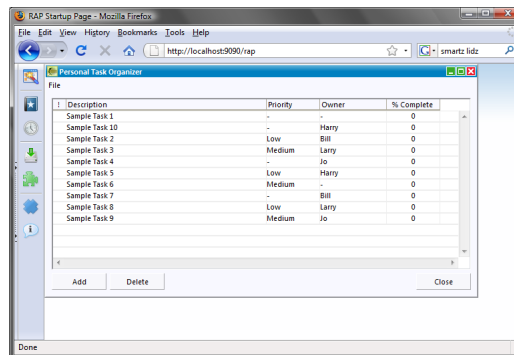 RAP Startup Page - Mozilla Firefox
File Edit View History Bookmarks Tools Help
http://localhost:9090/rap
G smartz lidz
Personal Task Organizer
File
! Description Priority Owner % Complete
Sample Task 1 - - 0
Sample Task 10 - Harry 0
Sample Task 2 Low Bill 0
Sample Task 3 Medium Larry 0
Sample Task 4 - Jo 0
Sample Task 5 Low Harry 0
Sample Task 6 Medium - 0
Sample Task 7 - Bill 0
Sample Task 8 Low Larry 0
Sample Task 9 Medium Jo 0
Add Delete Close
Done